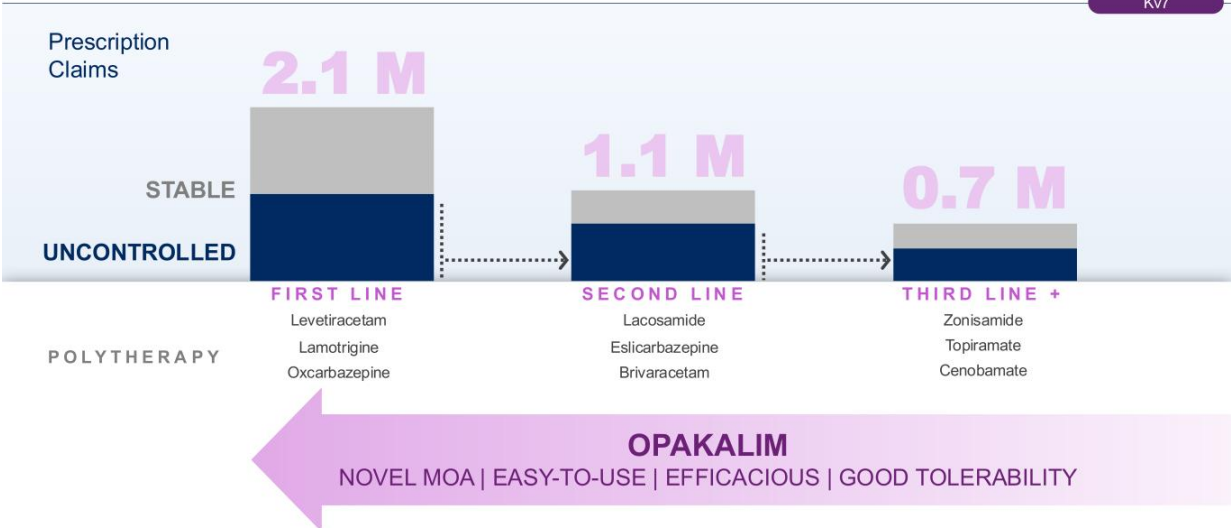 Kv7
Prescription
Claims
2.1 M
1.1 M
0.7 M
STABLE
UNCONTROLLED
FIRST LINE
SECOND LINE
THIRD LINE +
Levetiracetam
Lacosamide
Zonisamide
Lamotrigine
Eslicarbazepine
Topiramate
POLYTHERAPY
Oxcarbazepine
Brivaracetam
Cenobamate
OPAKALIM
NOVEL MOA | EASY-TO-USE | EFFICACIOUS | GOOD TOLERABILITY